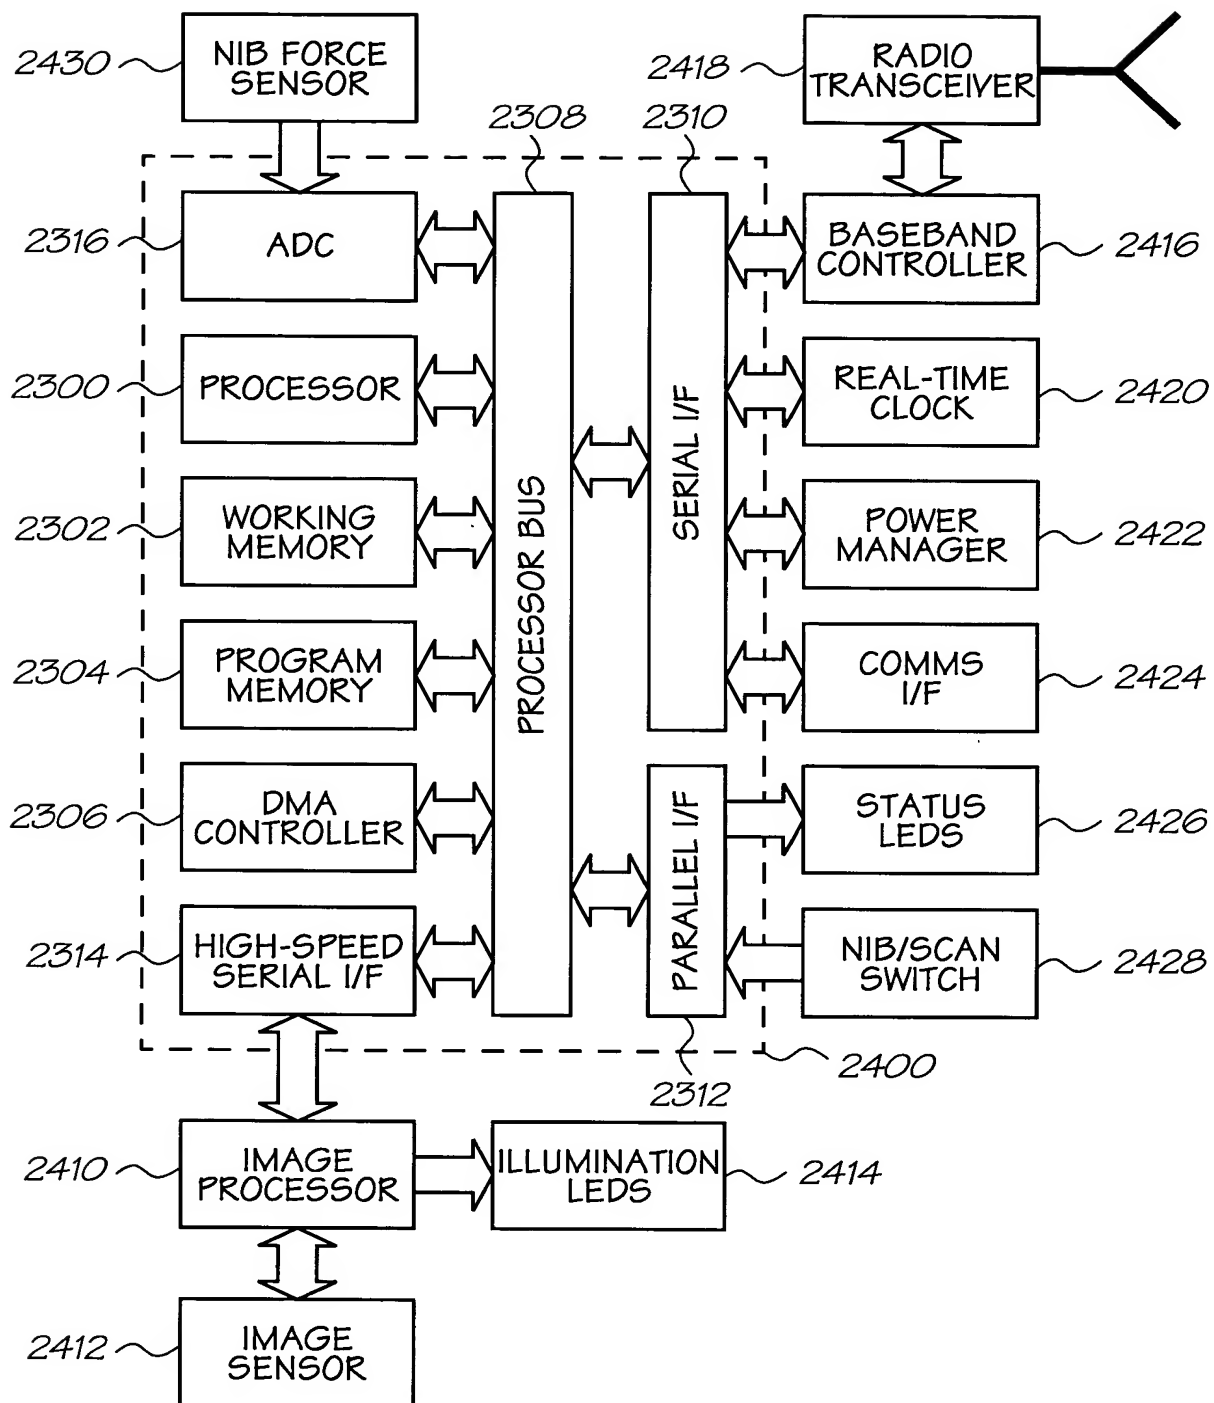 2430
NIB FORCE
SENSOR
2418
RADIO
TRANSCEIVER
2308
2310
2316
ADC
BASEBAND
CONTROLLER
2416
2300
PROCESSOR
REAL-TIME
CLOCK
2420
2302
WORKING
MEMORY
PROCESSOR BUS
SERIAL I/F
POWER
MANAGER
2422
2304
PROGRAM
MEMORY
COMMS
I/F
2424
2306
DMA
CONTROLLER
PARALLEL I/F
STATUS
LEDS
2426
2314
HIGH-SPEED
SERIAL I/F
NIB/SCAN
SWITCH
2428
2400
2312
2410
IMAGE
PROCESSOR
ILLUMINATION
LEDS
2414
2412
IMAGE
SENSOR